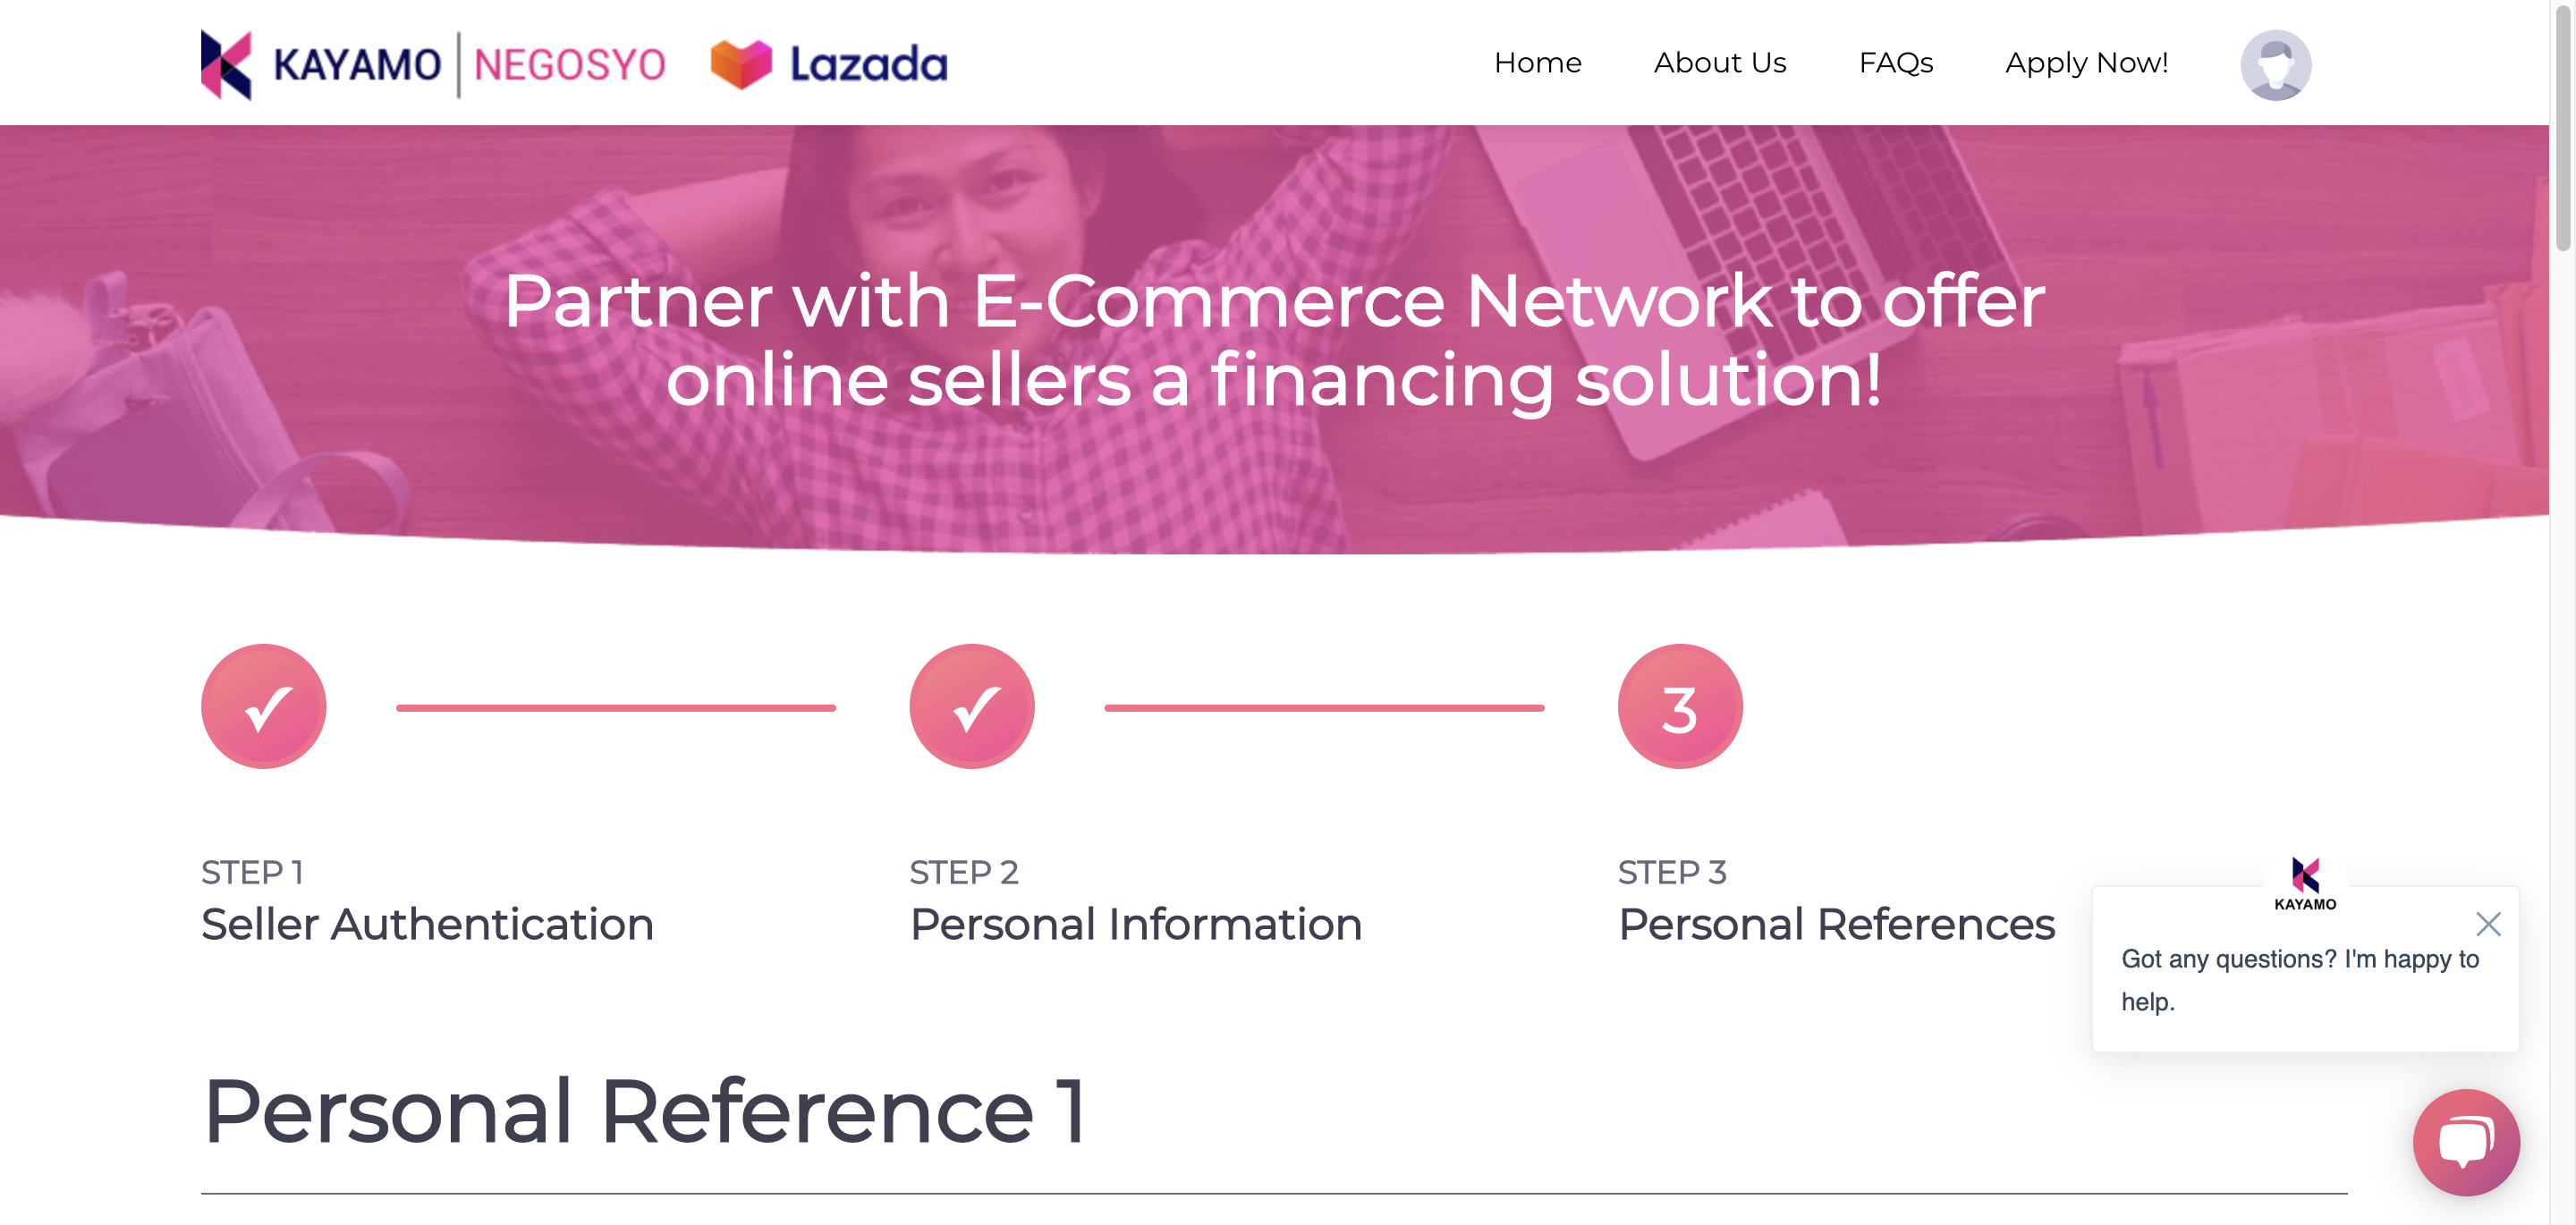 KAYAMO | NEGOSYO
Lazada
Home
About Us
FAQs
Apply Now!
Partner with E-Commerce Network to offer
online sellers a financing solution!
3
STEP 1
Seller Authentication
STEP 2
Personal Information
STEP 3
Personal References
KAYAMO
Got any questions? I'm happy to
help.
Personal Reference 1